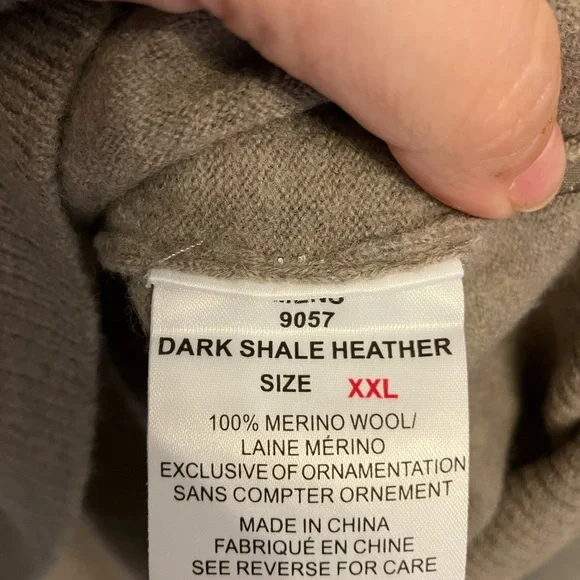 MENS
9057
DARK SHALE HEATHER
SIZE XXL
100% MERINO WOOL/
LAINE MÉRINO
EXCLUSIVE OF ORNAMENTATION
SANS COMPTER ORNEMENT
MADE IN CHINA
FABRIQUÉ EN CHINE
SEE REVERSE FOR CARE